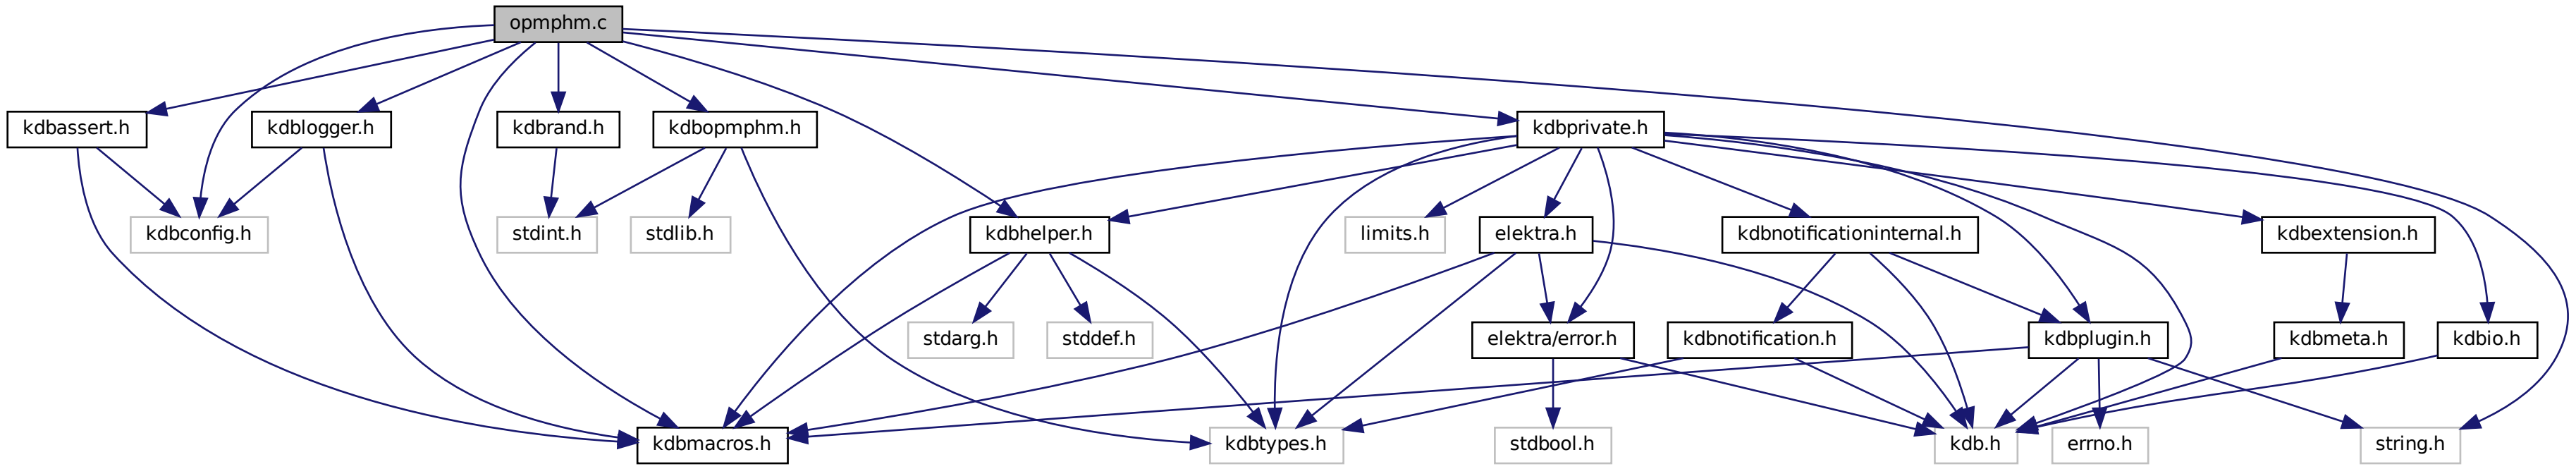 opmphm.c
kdbassert.h
kdblogger.h
kdbrand.h
kdbopmphm.h
kdbprivate.h
kdbconfig.h
stdint.h
stdlib.h
kdbhelper.h
limits.h
elektra.h
kdbnotificationinternal.h
kdbextension.h
stdarg.h
stddef.h
elektra/error.h
kdbnotification.h
kdbplugin.h
kdbmeta.h
kdbio.h
kdbmacros.h
kdbtypes.h
stdbool.h
kdb.h
errno.h
string.h